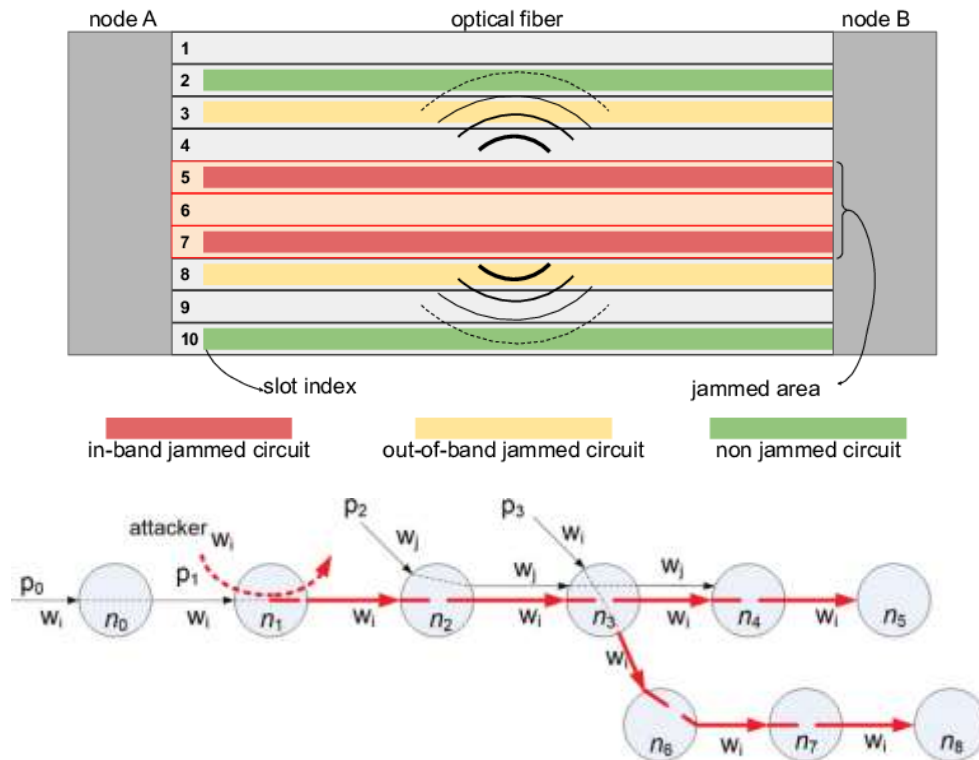 node A optical fiber node B
1
2
3
4
5
6
7
8
9
10
slot index jammed area
in-band jammed circuit out-of-band jammed circuit non jammed circuit
attacker wi p2 p3
wj wi
p0 p1 wj wj
wi wi
n0 n1 wi n2 wi n3 wi n4 wi n5
wi
n6 wi n7 wi n8